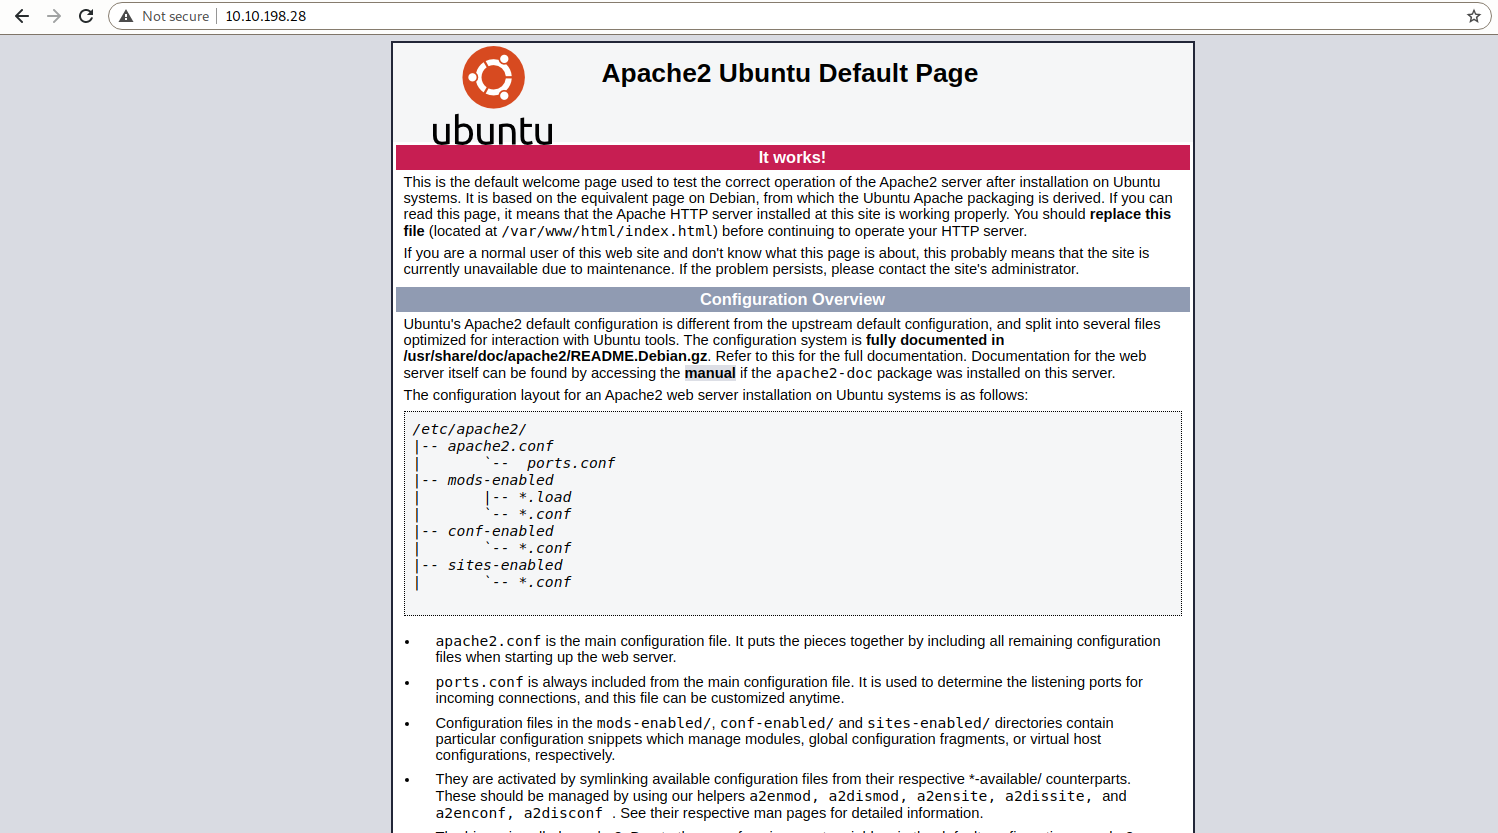 Not secure 10.10.198.28
ubuntu
Apache2 Ubuntu Default Page
It works!
This is the default welcome page used to test the correct operation of the Apache2 server after installation on Ubuntu
systems. It is based on the equivalent page on Debian, from which the Ubuntu Apache packaging is derived. If you can
read this page, it means that the Apache HTTP server installed at this site is working properly. You should replace this
file (located at /var/www/html/index.html) before continuing to operate your HTTP server.
If you are a normal user of this web site and don't know what this page is about, this probably means that the site is
currently unavailable due to maintenance. If the problem persists, please contact the site's administrator.
Configuration Overview
Ubuntu's Apache2 default configuration is different from the upstream default configuration, and split into several files
optimized for interaction with Ubuntu tools. The configuration system is fully documented in
/usr/share/doc/apache2/README.Debian.gz. Refer to this for the full documentation. Documentation for the web
server itself can be found by accessing the manual if the apache2-doc package was installed on this server.
The configuration layout for an Apache2 web server installation on Ubuntu systems is as follows:
/etc/apache2/
|-- apache2.conf
|       `--  ports.conf
|-- mods-enabled
|       |-- *.load
|       `-- *.conf
|-- conf-enabled
|       `-- *.conf
|-- sites-enabled
|       `-- *.conf
• apache2.conf is the main configuration file. It puts the pieces together by including all remaining configuration
files when starting up the web server.
• ports.conf is always included from the main configuration file. It is used to determine the listening ports for
incoming connections, and this file can be customized anytime.
• Configuration files in the mods-enabled/, conf-enabled/ and sites-enabled/ directories contain
particular configuration snippets which manage modules, global configuration fragments, or virtual host
configurations, respectively.
• They are activated by symlinking available configuration files from their respective *-available/ counterparts.
These should be managed by using our helpers a2enmod, a2dismod, a2ensite, a2dissite, and
a2enconf, a2disconf . See their respective man pages for detailed information.